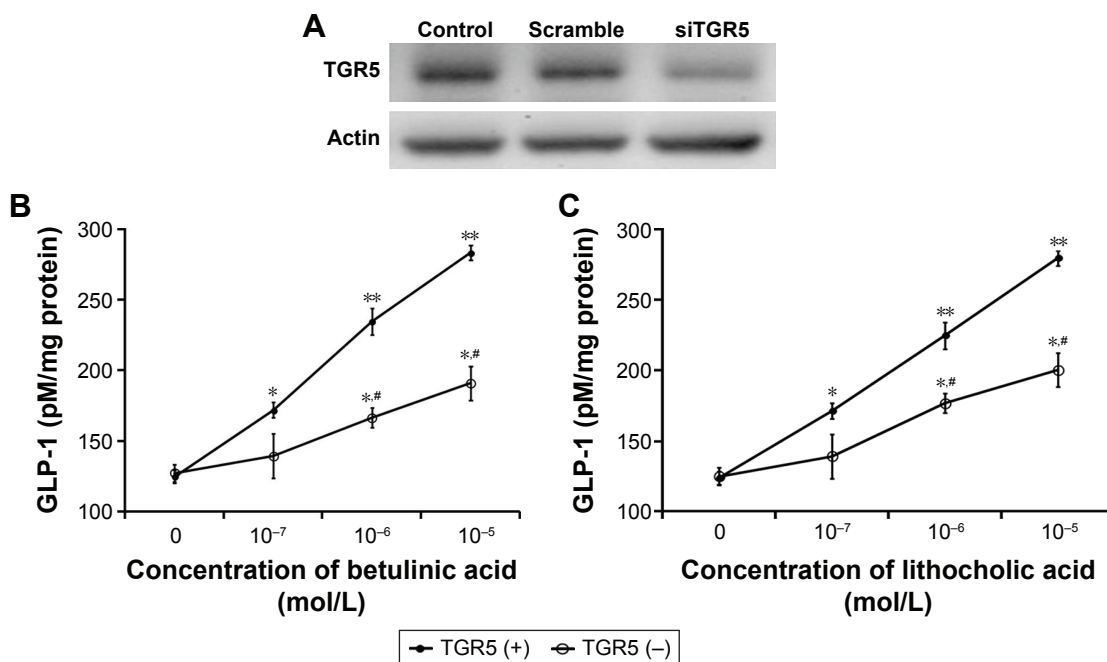 A
Control Scramble siTGR5
TGR5
Actin
B
GLP-1 (pM/mg protein)
300
250
200
150
100
**
**
*
*,#
*,#
0 10⁻⁷ 10⁻⁶ 10⁻⁵
Concentration of betulinic acid
(mol/L)
C
GLP-1 (pM/mg protein)
300
250
200
150
100
**
**
*
*,#
*,#
0 10⁻⁷ 10⁻⁶ 10⁻⁵
Concentration of lithocholic acid
(mol/L)
TGR5 (+) TGR5 (–)